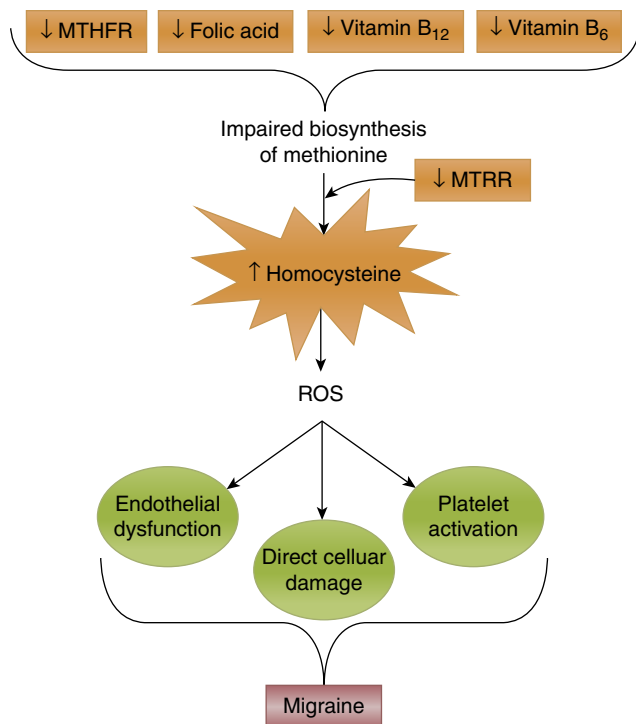 ↓ MTHFR
↓ Folic acid
↓ Vitamin B₁₂
↓ Vitamin B₆
Impaired biosynthesis
of methionine
↓ MTRR
↑ Homocysteine
ROS
Endothelial
dysfunction
Direct celluar
damage
Platelet
activation
Migraine